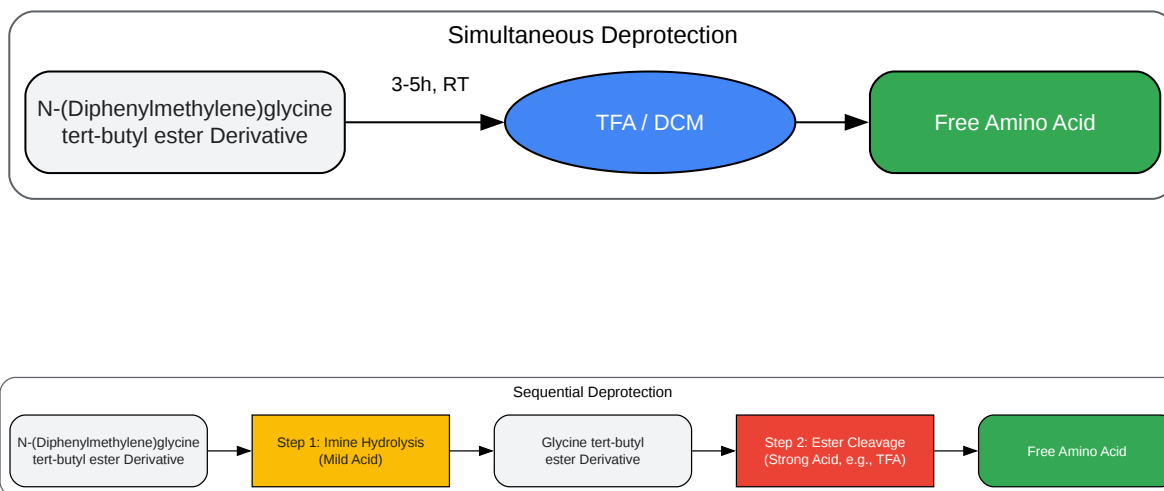 Simultaneous Deprotection
N-(Diphenylmethylene)glycine
tert-butyl ester Derivative
3-5h, RT
TFA / DCM
Free Amino Acid
Sequential Deprotection
N-(Diphenylmethylene)glycine
tert-butyl ester Derivative
Step 1: Imine Hydrolysis
(Mild Acid)
Glycine tert-butyl
ester Derivative
Step 2: Ester Cleavage
(Strong Acid, e.g., TFA)
Free Amino Acid